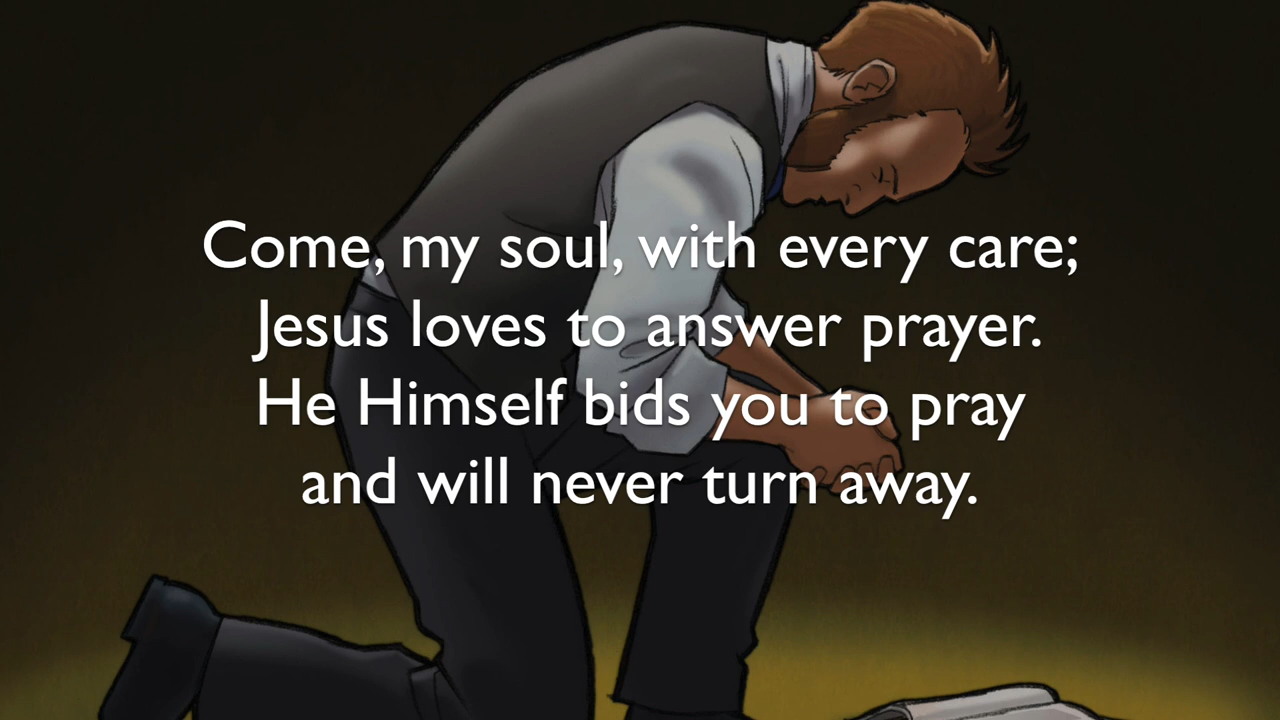 Come, my soul, with every care;
Jesus loves to answer prayer.
He Himself bids you to pray
and will never turn away.